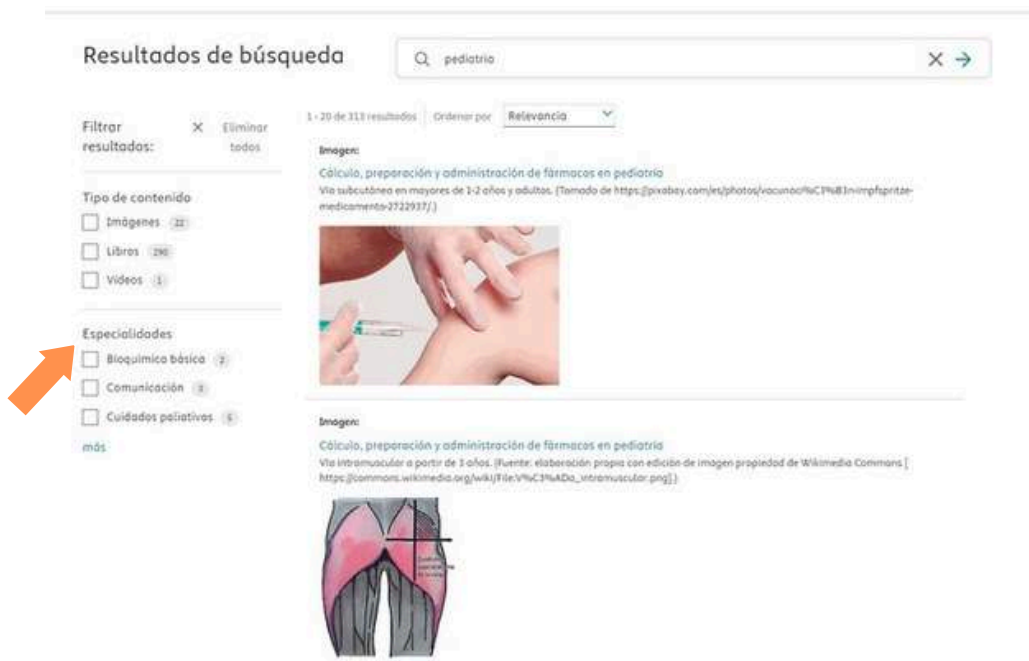 Resultados de búsqueda
pediatria
Filtrar resultados:
Eliminar todos
1 - 20 de 313 resultados
Ordenar por
Relevancia
Tipo de contenido
Imágenes 22
Libros 290
Vídeos 1
Especialidades
Bioquímica básica 2
Comunicación 3
Cuidados paliativos
más
Imagen:
Cálculo, preparación y administración de fármacos en pediatría
Vía subcutánea en mayores de 1-2 años y adultos. (Tomado de https://pixabay.com/es/photos/vacunaci%C3%B3n-impfspritze-
medicamento-2722937/.)
Imagen:
Cálculo, preparación y administración de fármacos en pediatría
Vía intramuscular a partir de 3 años. (Fuente: elaboración propia con edición de imagen propiedad de Wikimedia Commons [
https://commons.wikimedia.org/wiki/File:V%C3%ADa_intramuscular.png].)